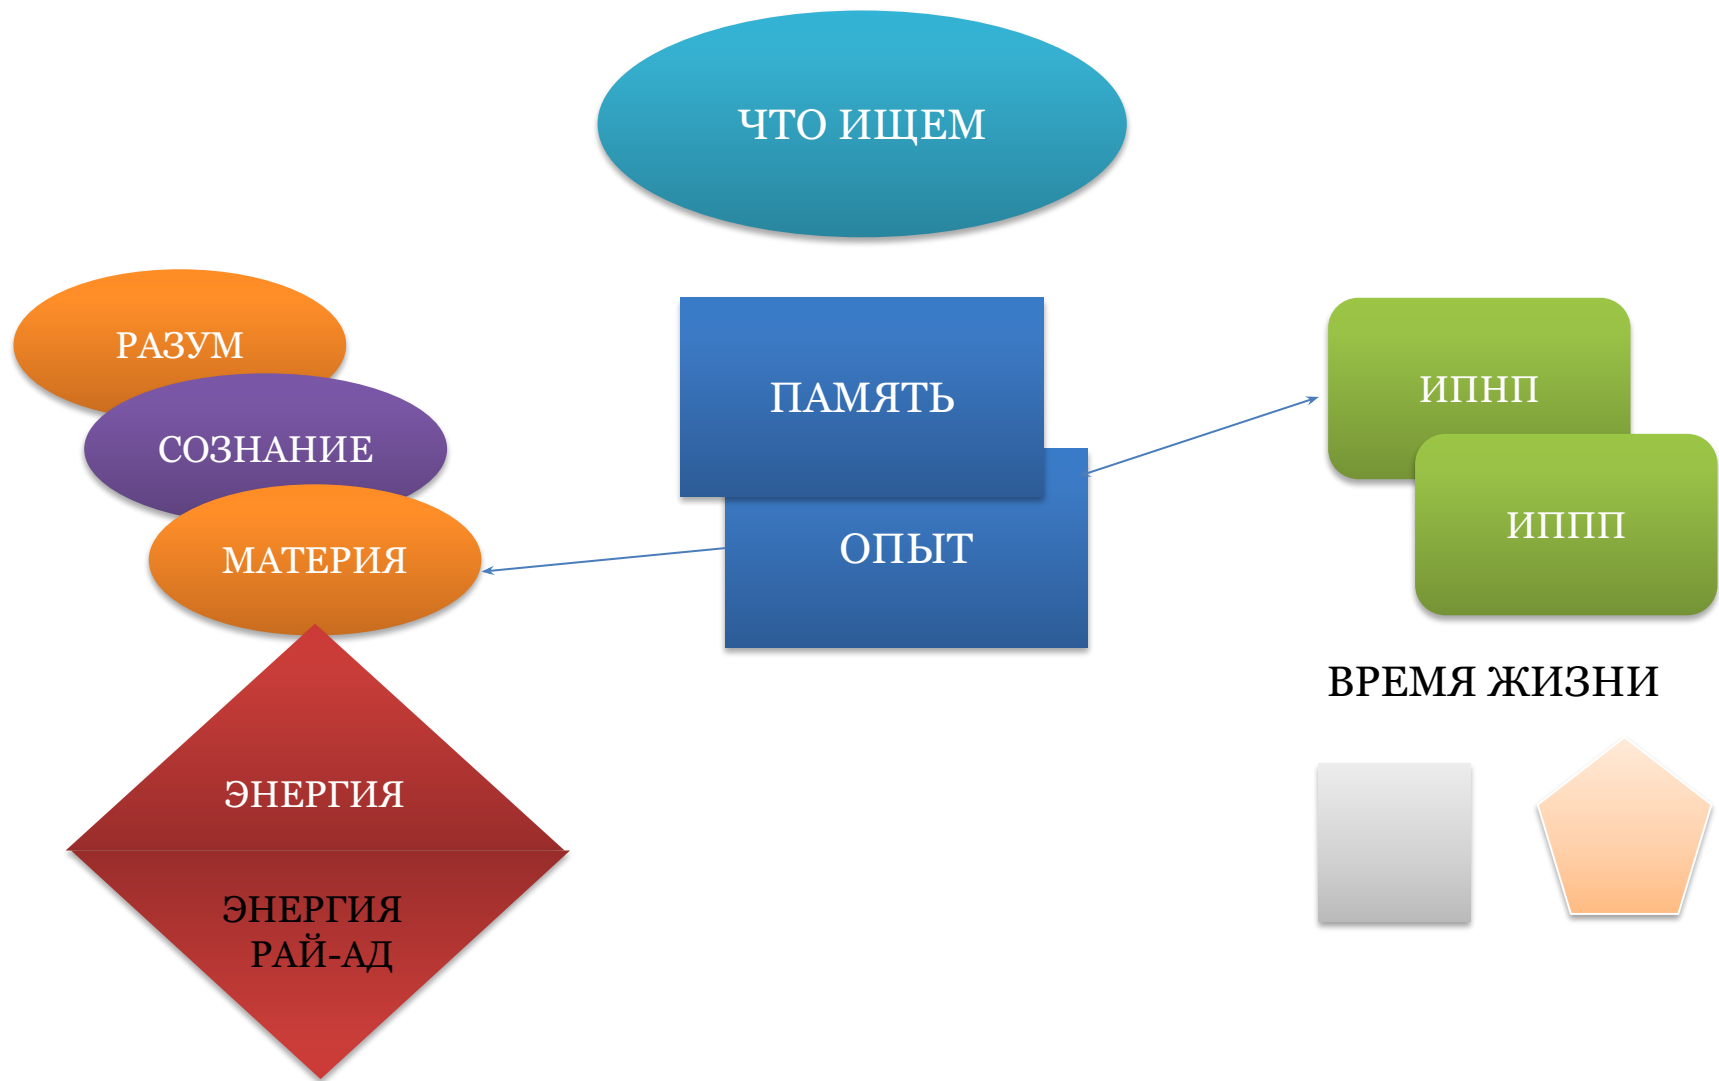 ЧТО ИЩЕМ
РАЗУМ
СОЗНАНИЕ
МАТЕРИЯ
ЭНЕРГИЯ
ЭНЕРГИЯ
РАЙ-АД
ПАМЯТЬ
ОПЫТ
ИПНП
ИППП
ВРЕМЯ ЖИЗНИ